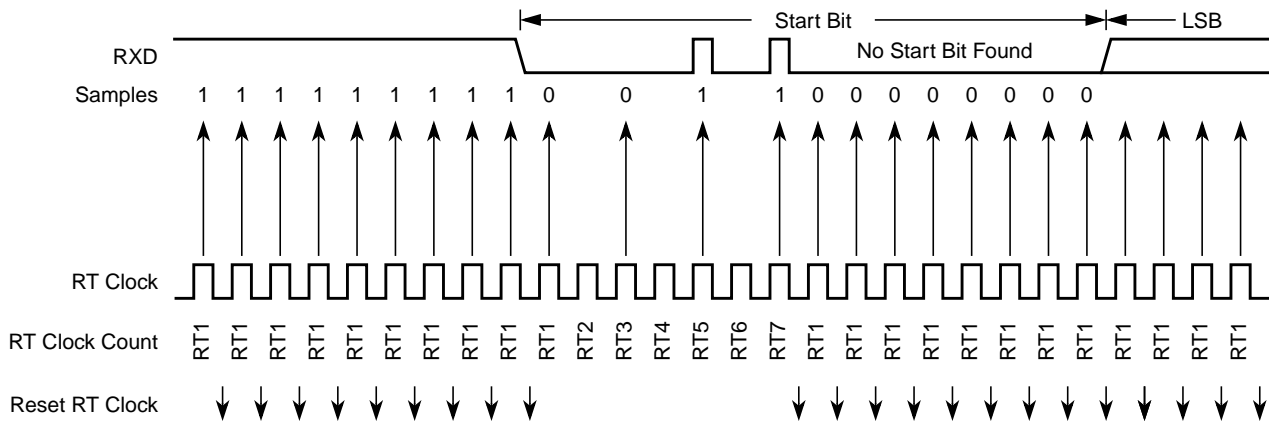 Start Bit LSB
RXD No Start Bit Found
Samples 1 1 1 1 1 1 1 1 1 0 0 1 1 0 0 0 0 0 0 0 0
RT Clock
RT Clock Count RT1 RT1 RT1 RT1 RT1 RT1 RT1 RT1 RT1 RT1 RT2 RT3 RT4 RT5 RT6 RT7 RT1 RT1 RT1 RT1 RT1 RT1 RT1 RT1 RT1 RT1 RT1 RT1
Reset RT Clock